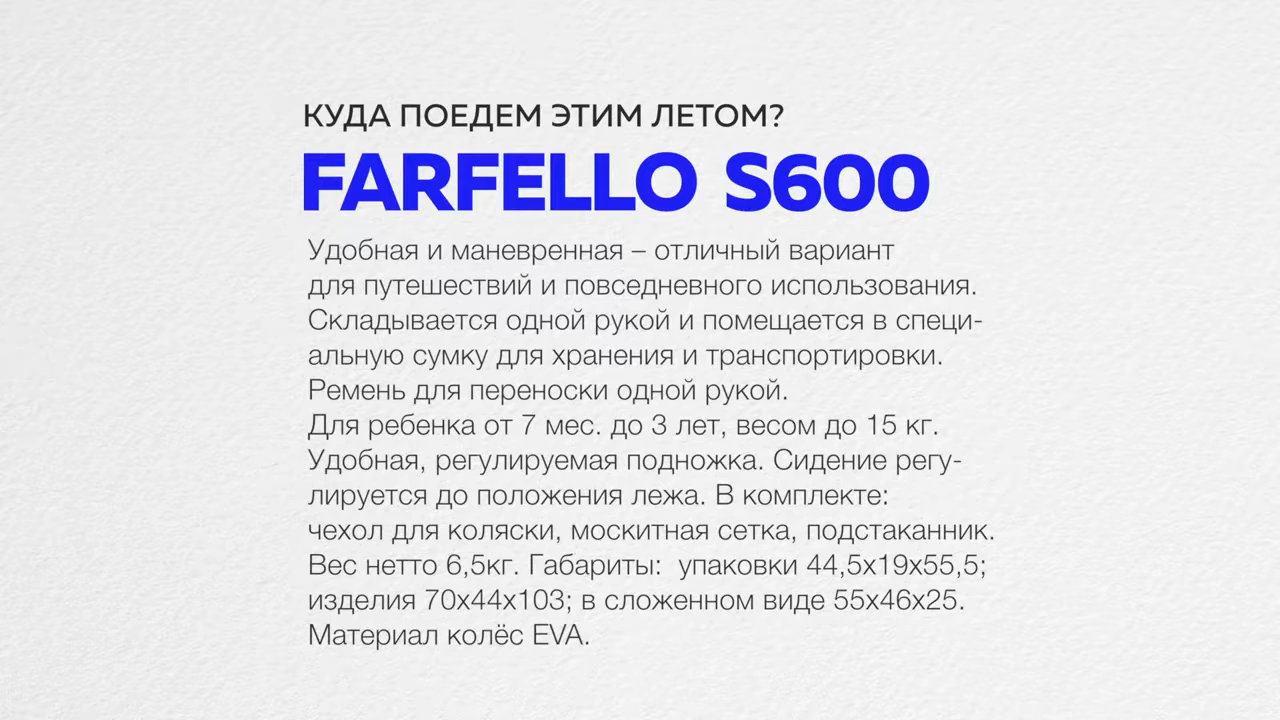 КУДА ПОЕДЕМ ЭТИМ ЛЕТОМ?
FARFELLO S600
Удобная и маневренная – отличный вариант
для путешествий и повседневного использования.
Складывается одной рукой и помещается в специ-
альную сумку для хранения и транспортировки.
Ремень для переноски одной рукой.
Для ребенка от 7 мес. до 3 лет, весом до 15 кг.
Удобная, регулируемая подножка. Сидение регу-
лируется до положения лежа. В комплекте:
чехол для коляски, москитная сетка, подстаканник.
Вес нетто 6,5кг. Габариты:  упаковки 44,5х19х55,5;
изделия 70х44х103; в сложенном виде 55х46х25.
Материал колёс EVA.